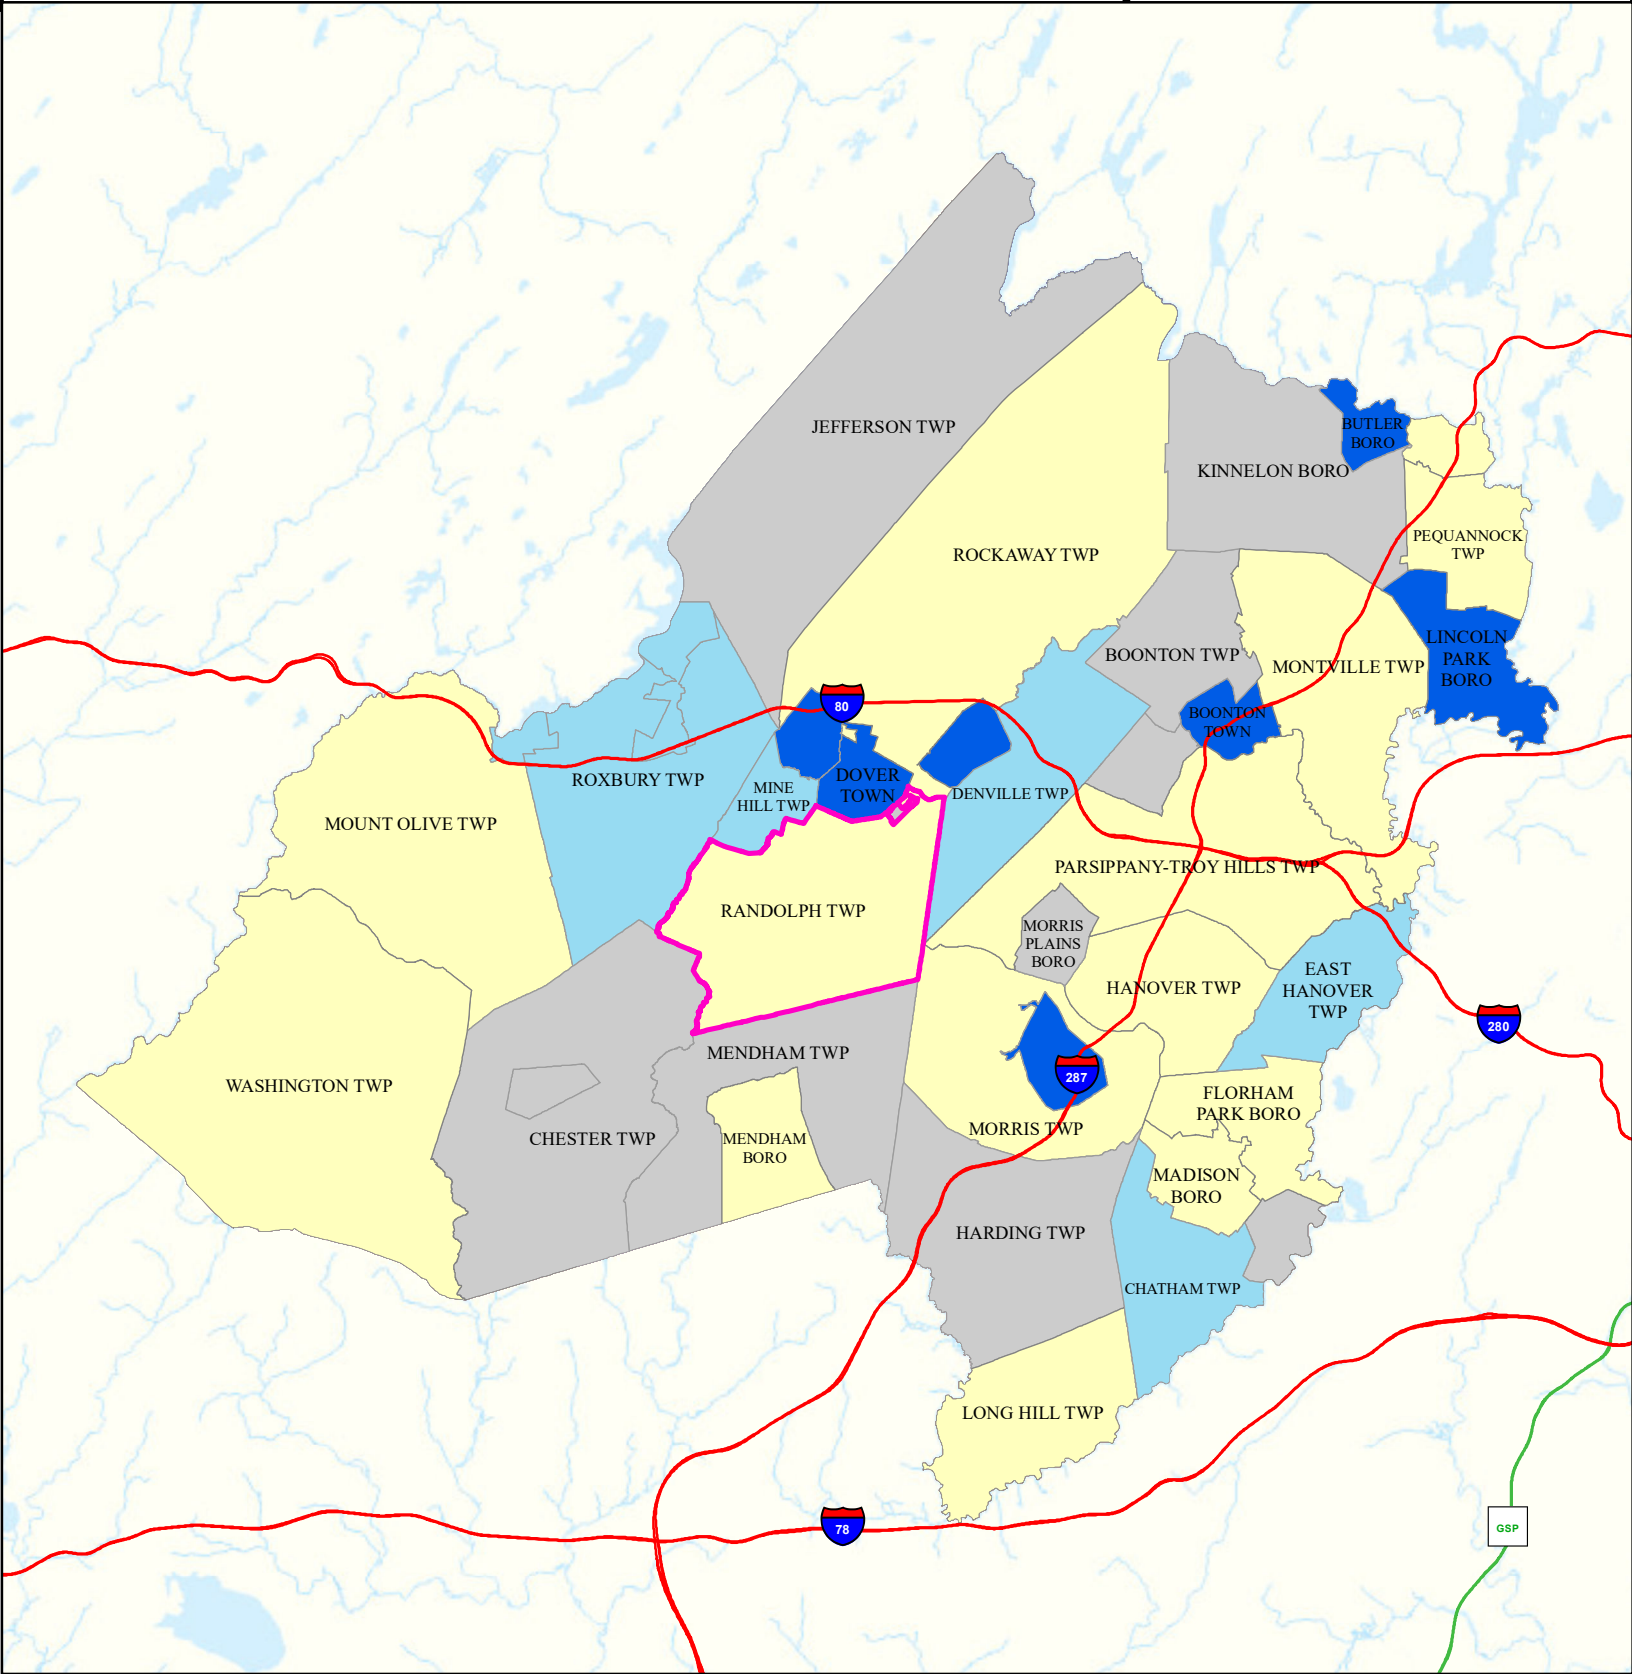 JEFFERSON TWP
BUTLER
BORO
KINNELON BORO
PEQUANNOCK
TWP
ROCKAWAY TWP
LINCOLN
PARK
BORO
BOONTON TWP
MONTVILLE TWP
80
BOONTON
TOWN
ROXBURY TWP
MINE
HILL TWP
DOVER
TOWN
DENVILLE TWP
MOUNT OLIVE TWP
PARSIPPANY-TROY HILLS TWP
RANDOLPH TWP
MORRIS
PLAINS
BORO
EAST
HANOVER
TWP
HANOVER TWP
280
MENDHAM TWP
287
WASHINGTON TWP
FLORHAM
PARK BORO
CHESTER TWP
MENDHAM
BORO
MORRIS TWP
MADISON
BORO
HARDING TWP
CHATHAM TWP
LONG HILL TWP
78
GSP